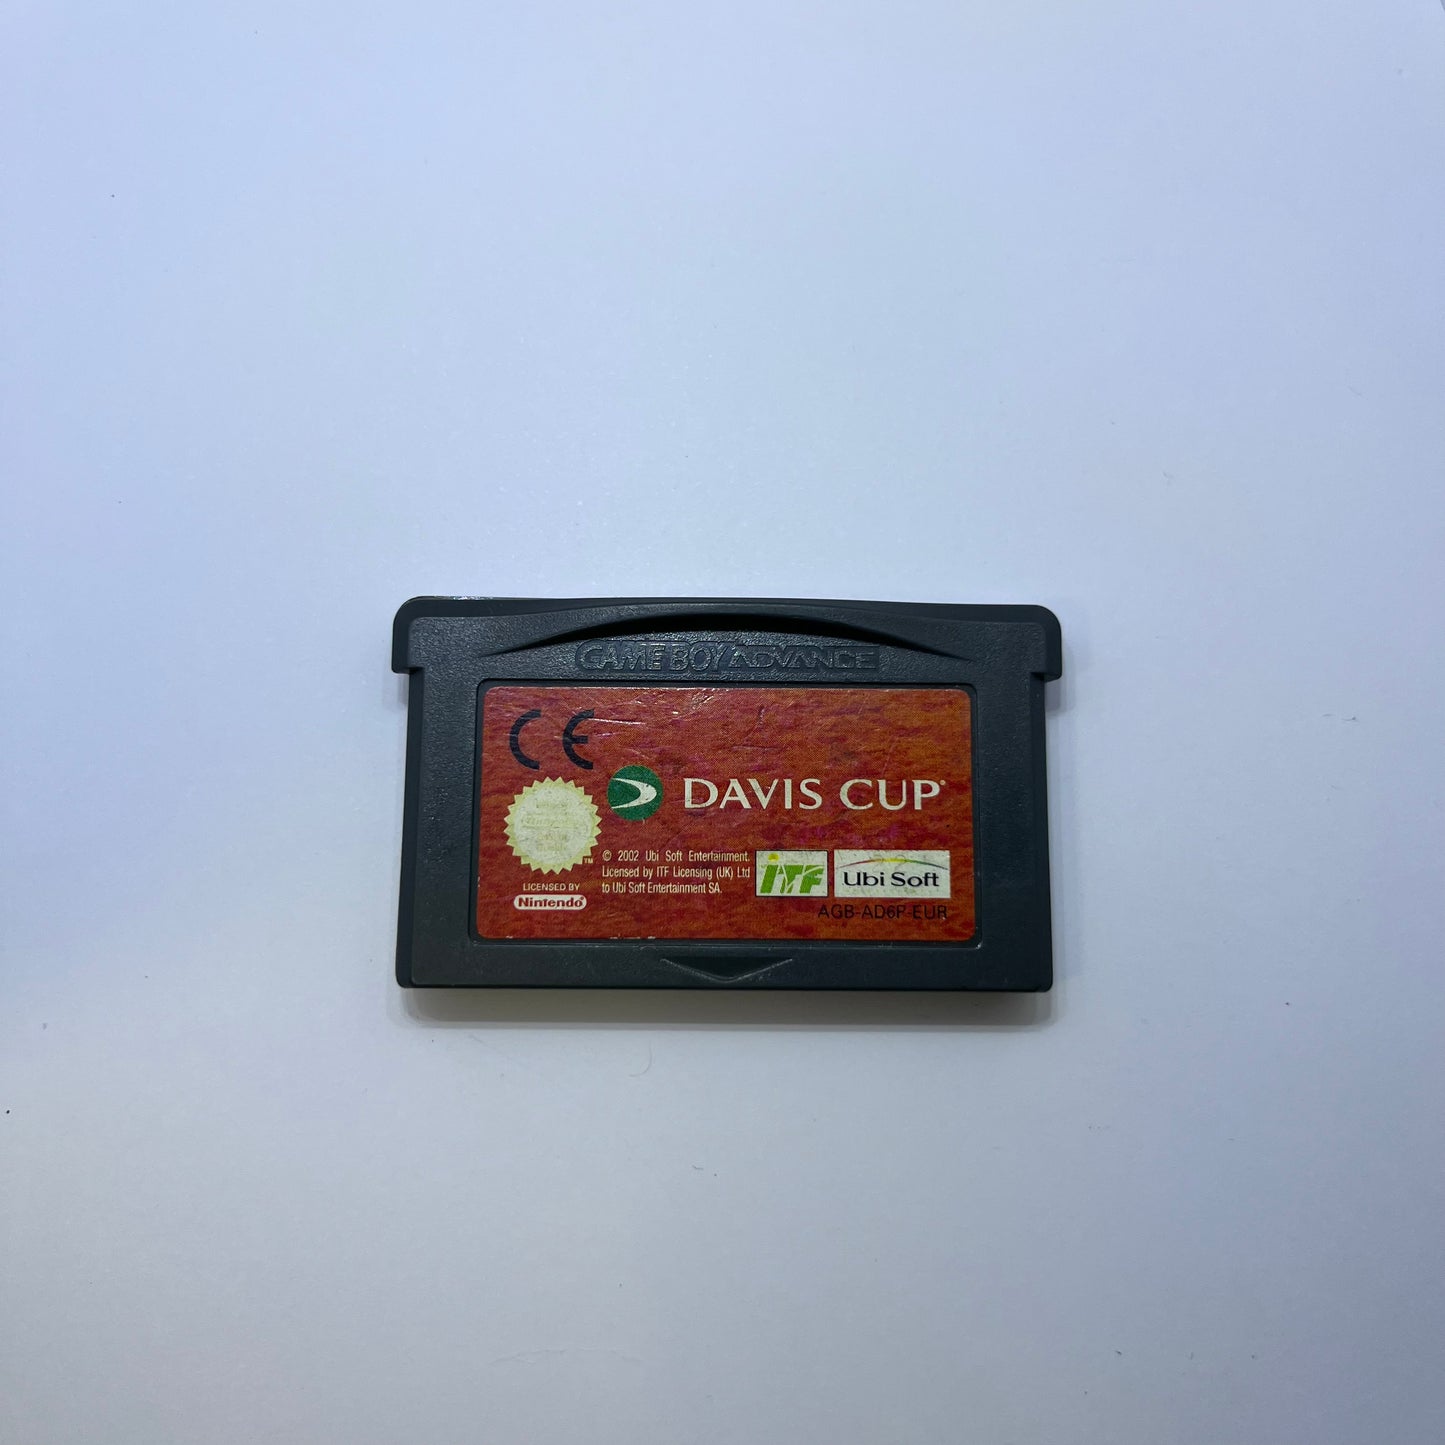 GAME BOY ADVANCE
CE
DAVIS CUP
© 2002 Ubi Soft Entertainment.
Licensed by ITF Licensing (UK) Ltd
to Ubi Soft Entertainment SA.
iTF
Ubi Soft
TM
LICENSED BY
Nintendo®
AGB-AD6P-EUR